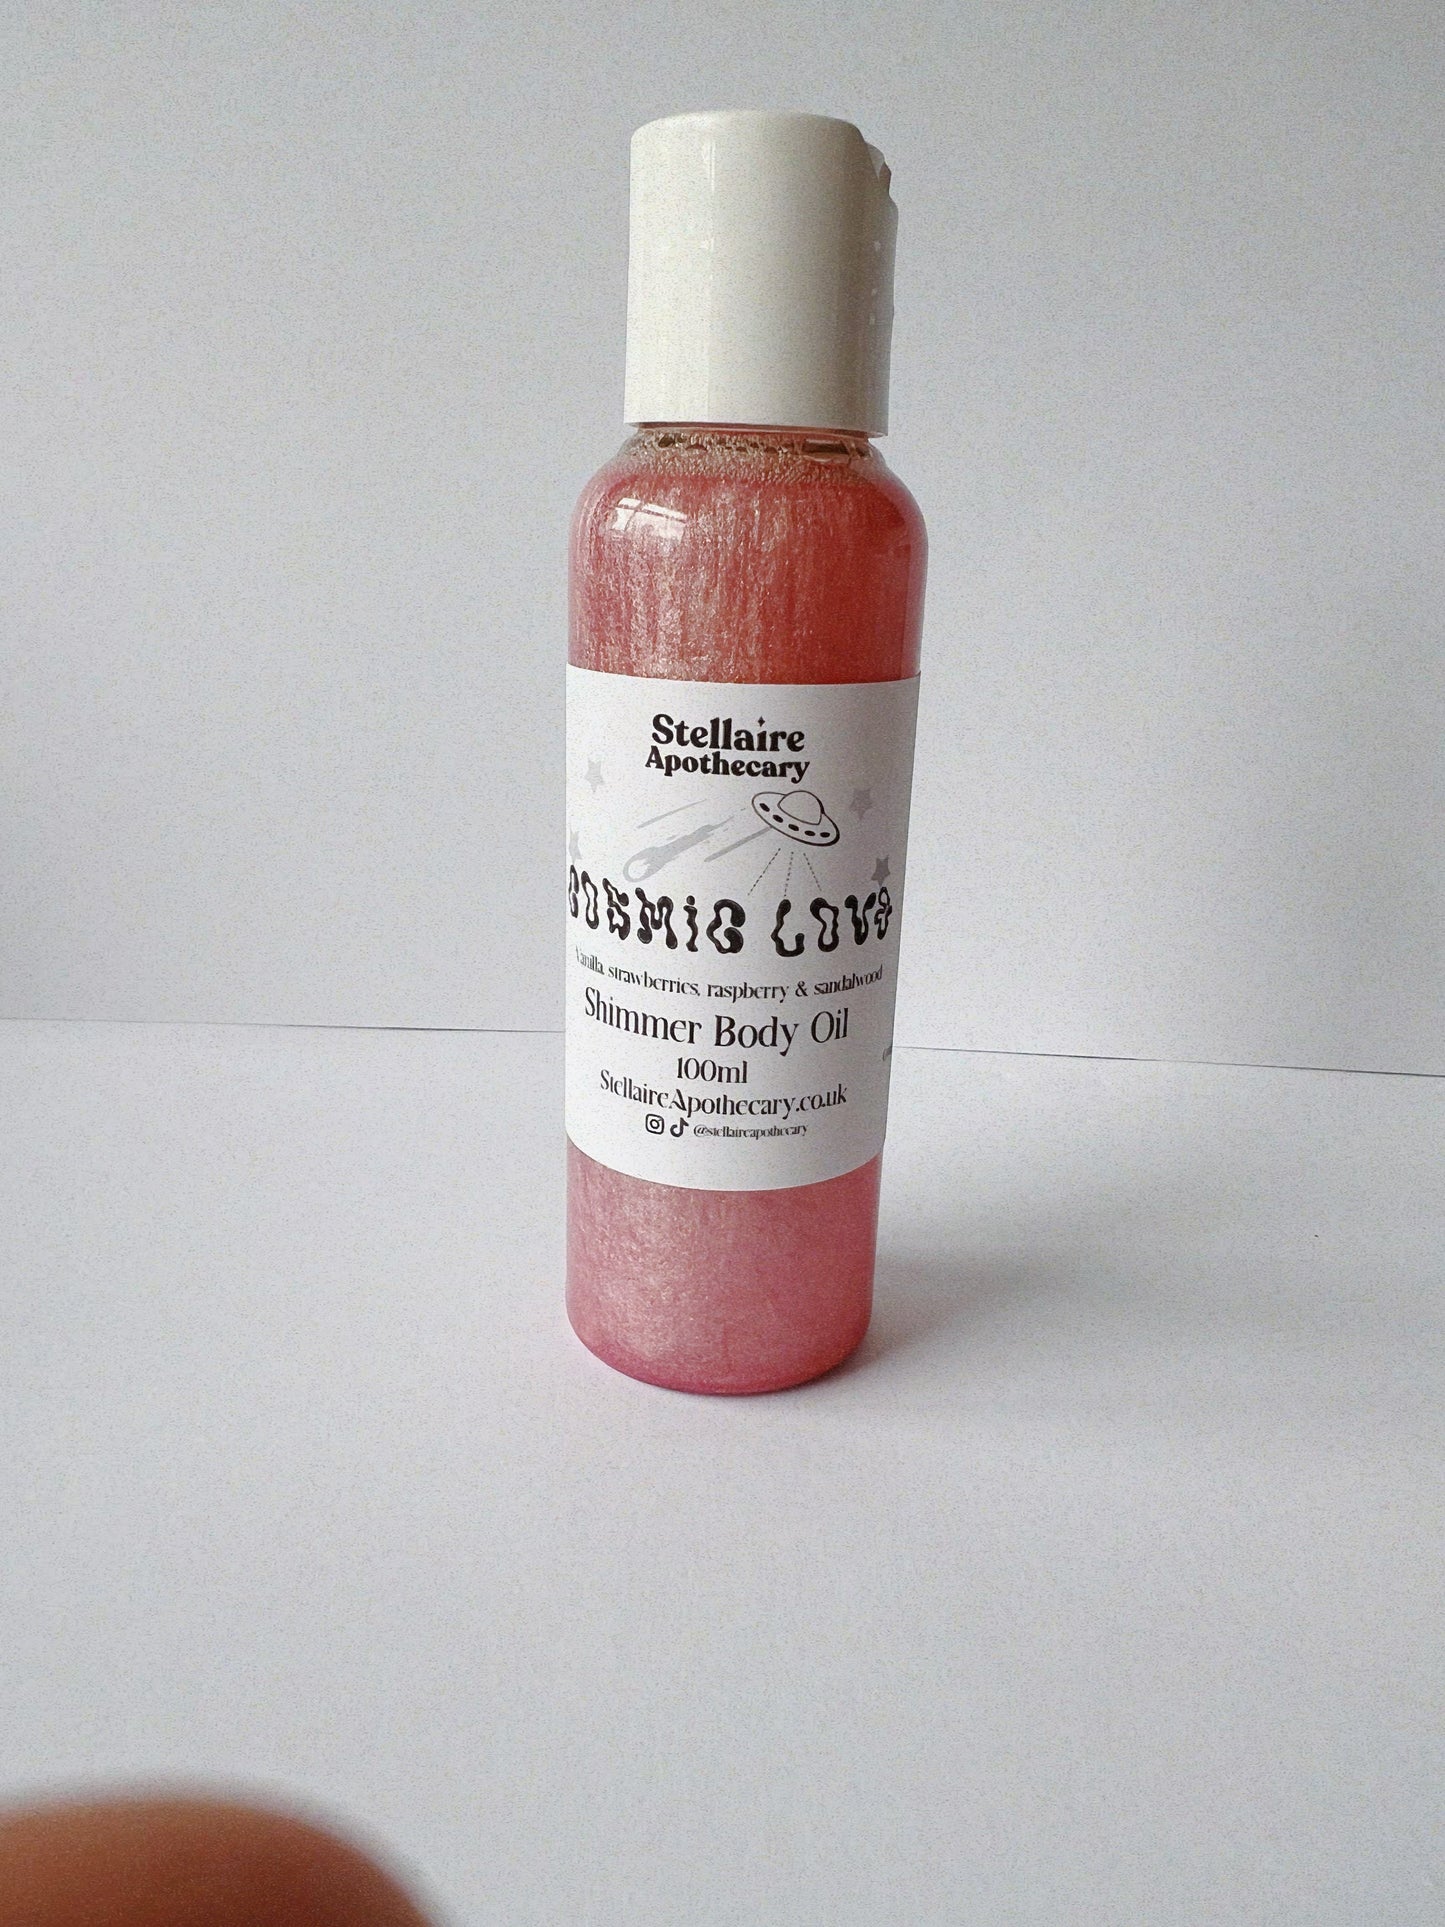 Stellaire
Apothecary
COSMIC LOVE
Vanilla, strawberries, raspberry & sandalwood
Shimmer Body Oil
100ml
StellaireApothecary.co.uk
@stellaireapothecary